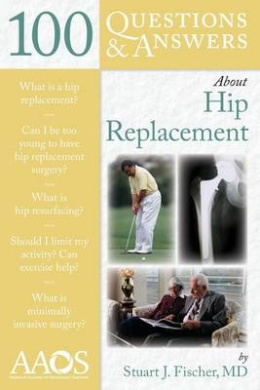 100 QUESTIONS
& ANSWERS
About
Hip
Replacement
What is a hip
replacement?
Can I be too
young to have
hip replacement
surgery?
What is
hip resurfacing?
Should I limit my
activity? Can
exercise help?
What is
minimally
invasive surgery?
by
Stuart J. Fischer, MD
AAOS